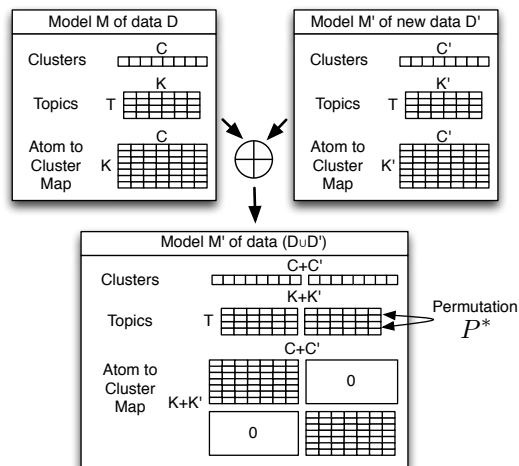 Model M of data D
C
Clusters
K
Topics
T
C
Atom to
Cluster
Map
K
Model M' of new data D'
C'
Clusters
K'
Topics
T
C'
Atom to
Cluster
Map
K'
Model M' of data (D∪D')
C+C'
Clusters
K+K'
Topics
T
Permutation
P*
C+C'
Atom to
Cluster
Map
K+K'
0
0